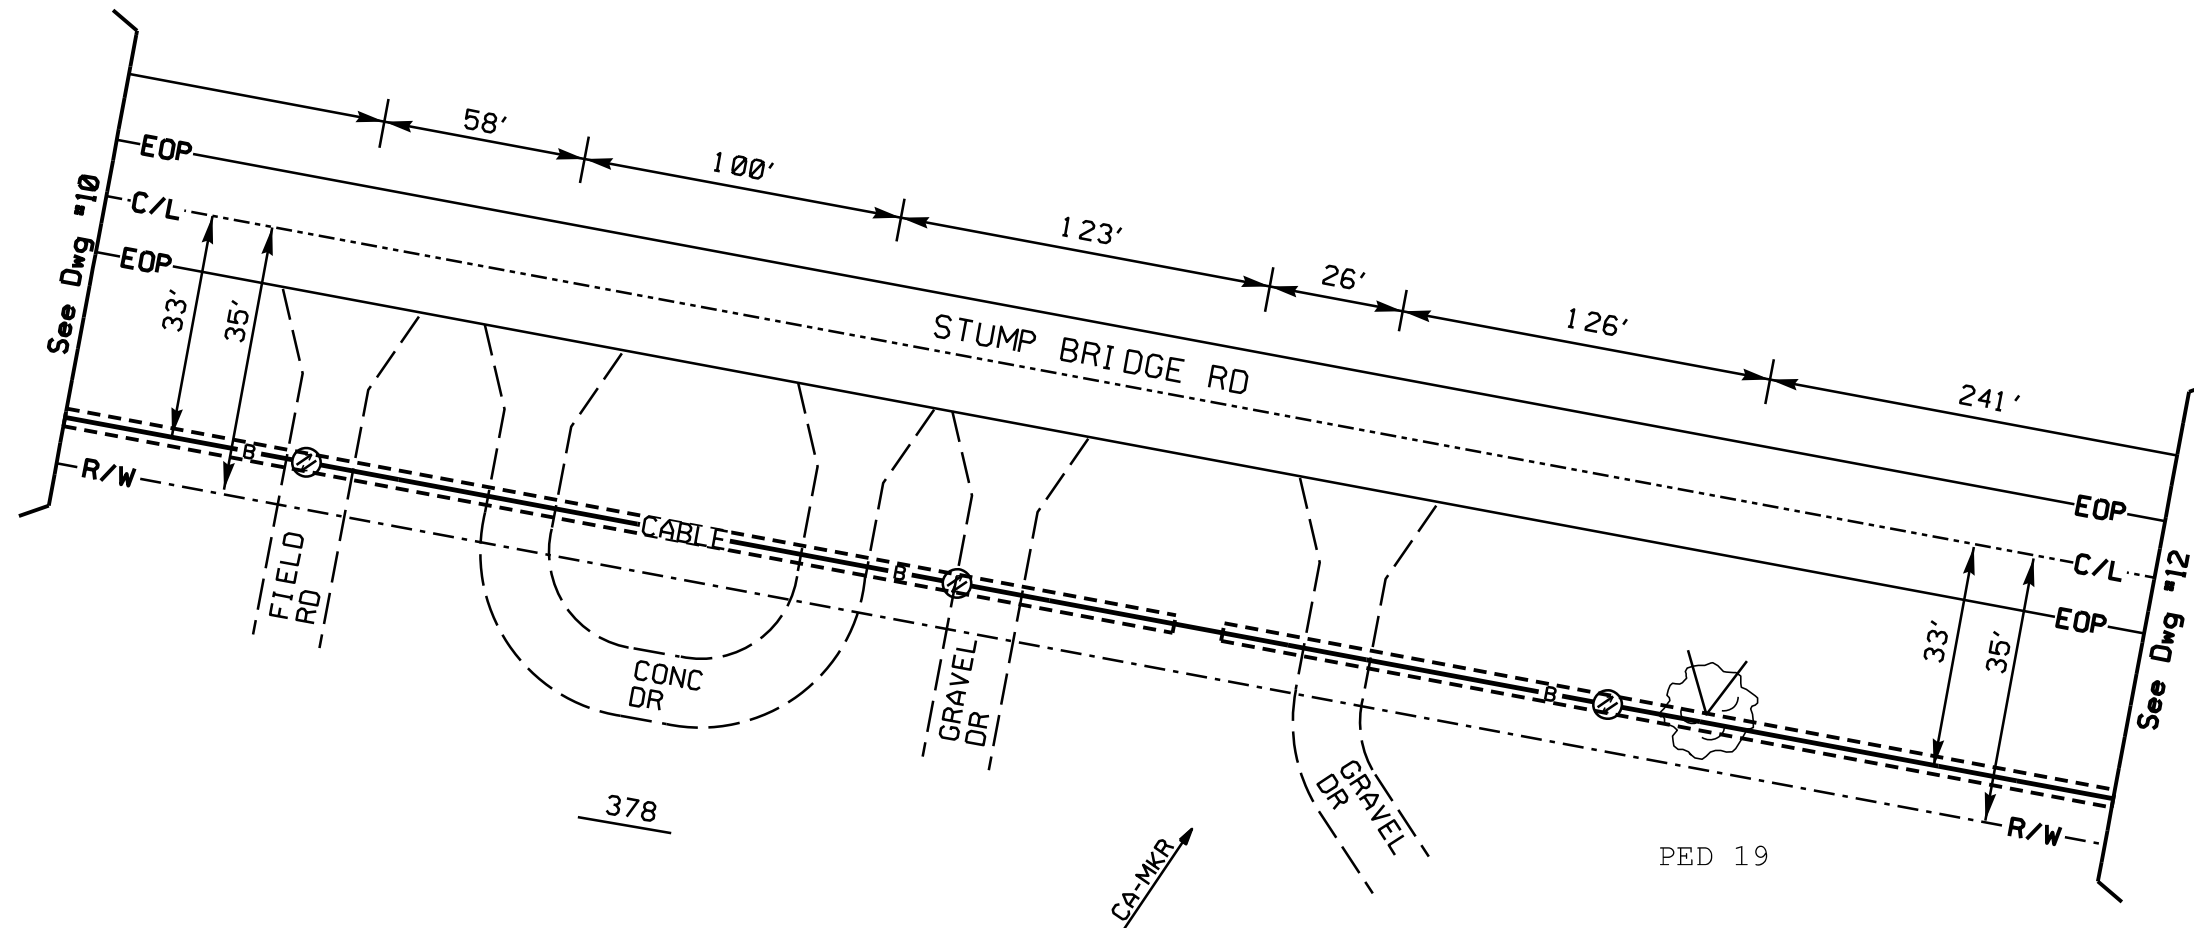 58'
100'
123'
26'
126'
241'
EOP
C/L
EOP
See Dwg #10
33'
35'
STUMP BRIDGE RD
B
R/W
CABLE
B
B
FIELD
RD
CONC
DR
GRAVEL
DR
GRAVEL
DR
EOP
C/L
EOP
33'
35'
See Dwg #12
R/W
378
CA-MKR
PED 19